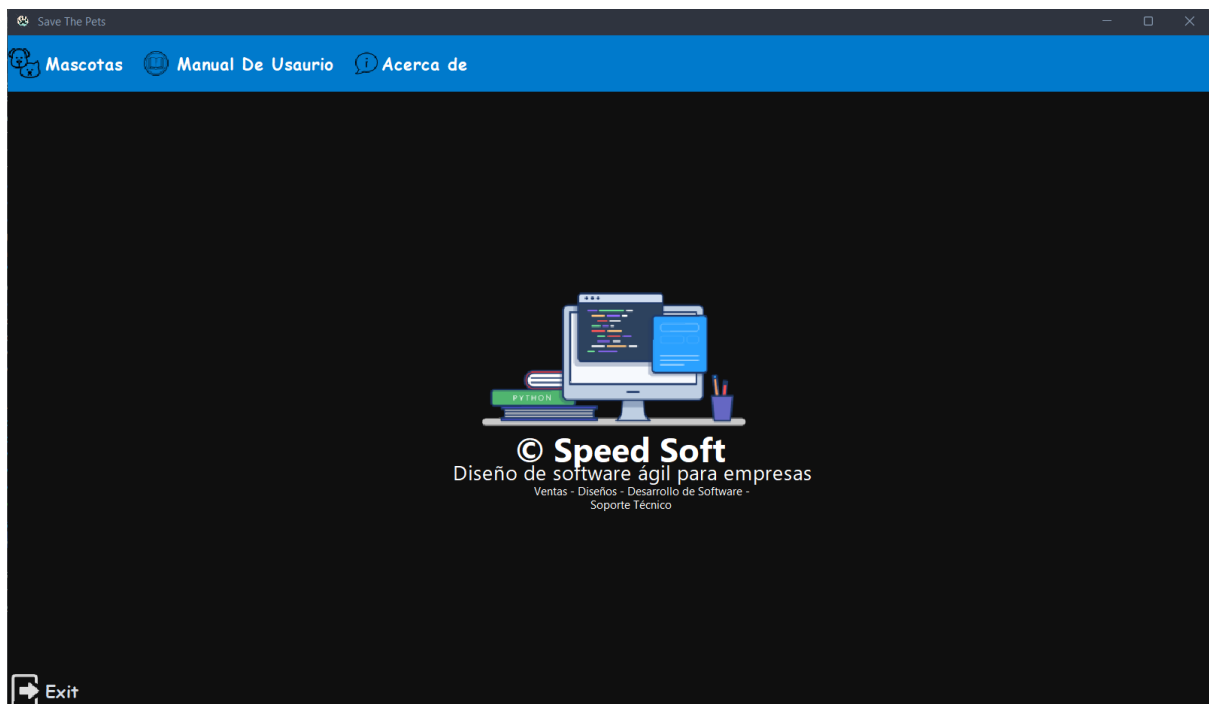 Save The Pets
Mascotas Manual De Usaurio Acerca de
PYTHON
© Speed Soft
Diseño de software ágil para empresas
Ventas - Diseños - Desarrollo de Software -
Soporte Técnico
Exit